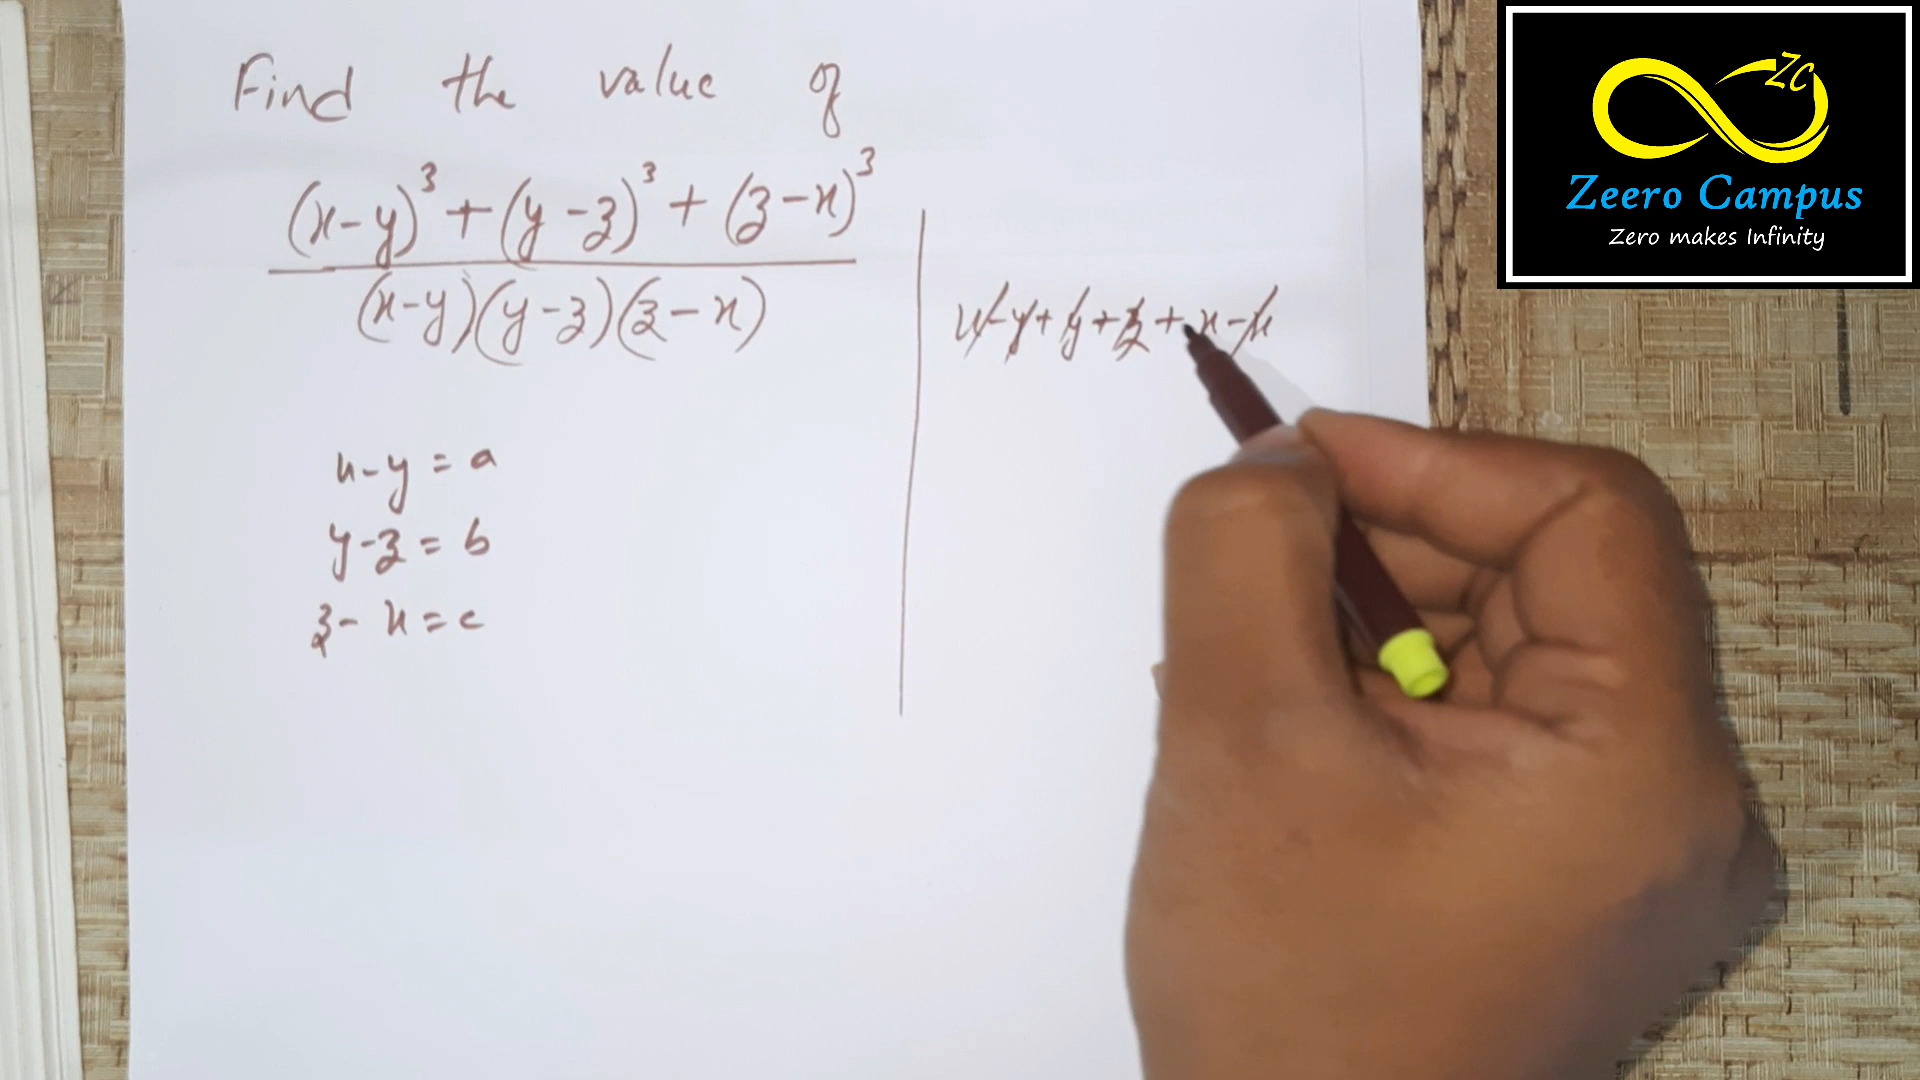 Find the value of
(x-y)³+(y-z)³+(z-x)³
(x-y)(y-z)(z-x)
x-y+y+z+x-x
x-y=a
y-z=b
z-x=c
ZC
Zeero Campus
Zero makes Infinity